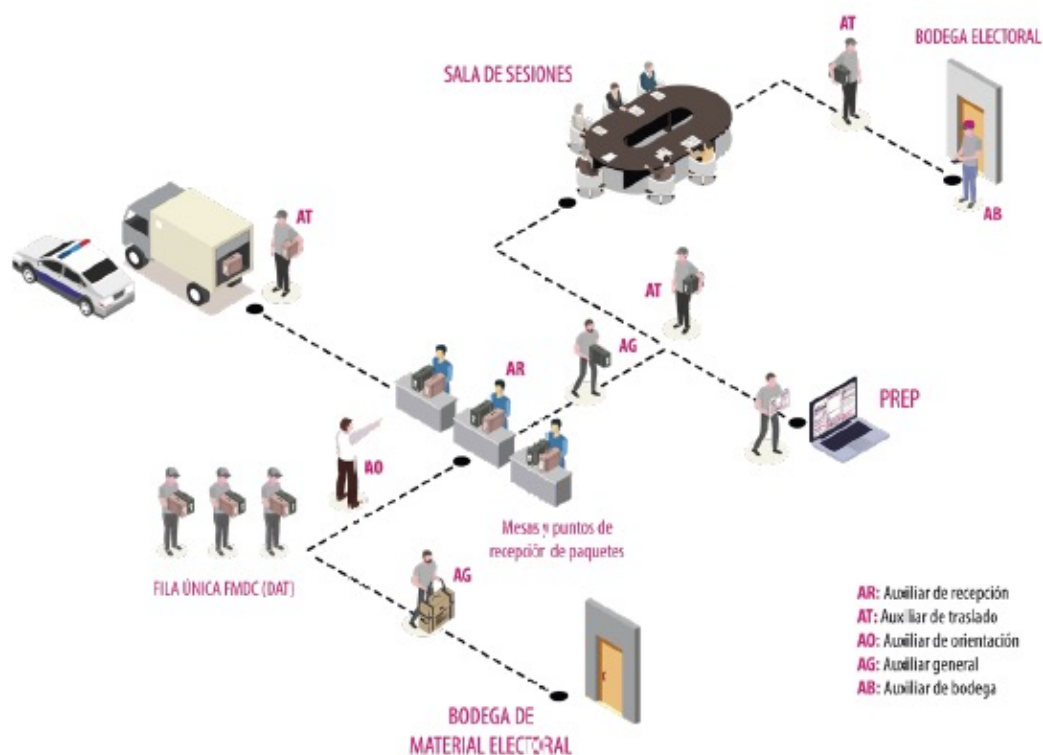 AT
BODEGA ELECTORAL
SALA DE SESIONES
AB
AT
AT
AG
AR
PREP
AO
Mesas y puntos de
recepción de paquetes
FILA ÚNICA FMDC (DAT)
AG
AR: Auxiliar de recepción
AT: Auxiliar de traslado
AO: Auxiliar de orientación
AG: Auxiliar general
AB: Auxiliar de bodega
BODEGA DE
MATERIAL ELECTORAL